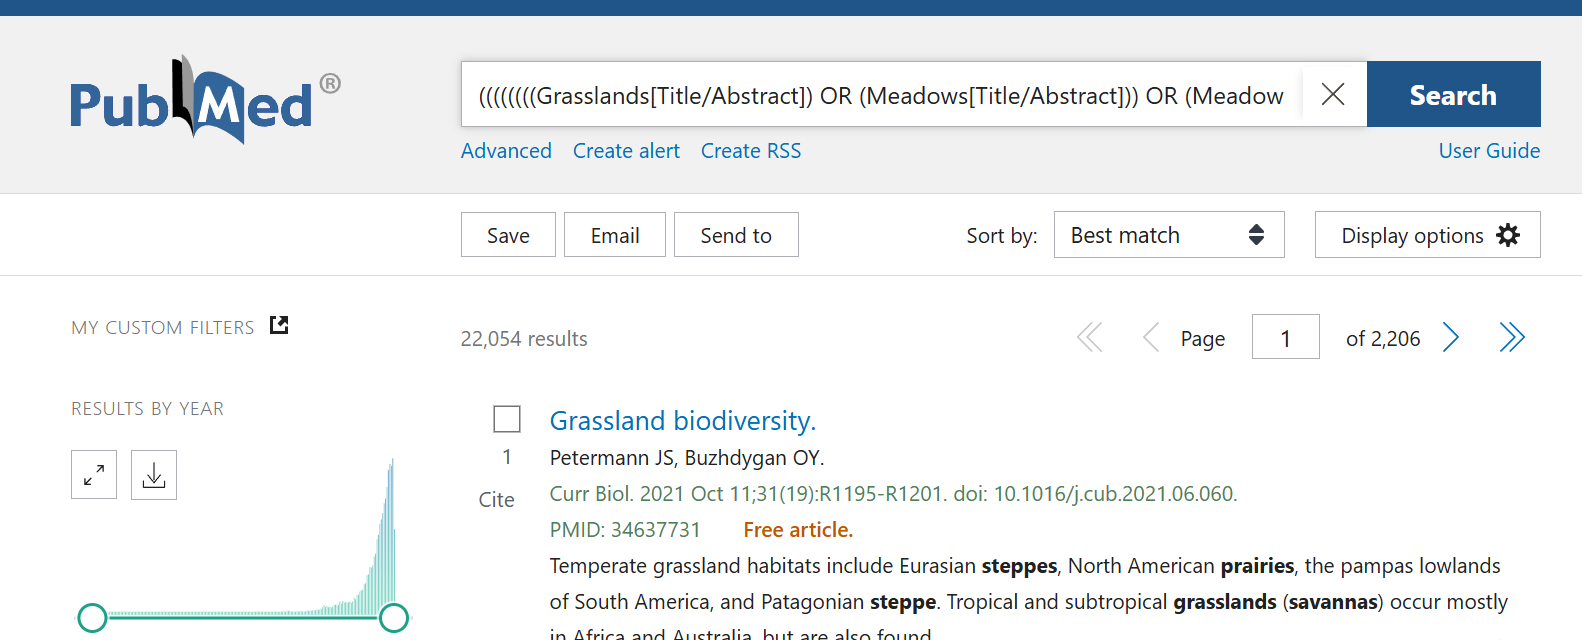 PubMed®
((((((((Grasslands[Title/Abstract]) OR (Meadows[Title/Abstract])) OR (Meadow
Search
Advanced Create alert Create RSS User Guide
Save Email Send to Sort by: Best match Display options
MY CUSTOM FILTERS
22,054 results Page 1 of 2,206
RESULTS BY YEAR
Grassland biodiversity.
1 Petermann JS, Buzhdygan OY.
Cite Curr Biol. 2021 Oct 11;31(19):R1195-R1201. doi: 10.1016/j.cub.2021.06.060.
PMID: 34637731 Free article.
Temperate grassland habitats include Eurasian steppes, North American prairies, the pampas lowlands
of South America, and Patagonian steppe. Tropical and subtropical grasslands (savannas) occur mostly
in Africa and Australia, but are also found